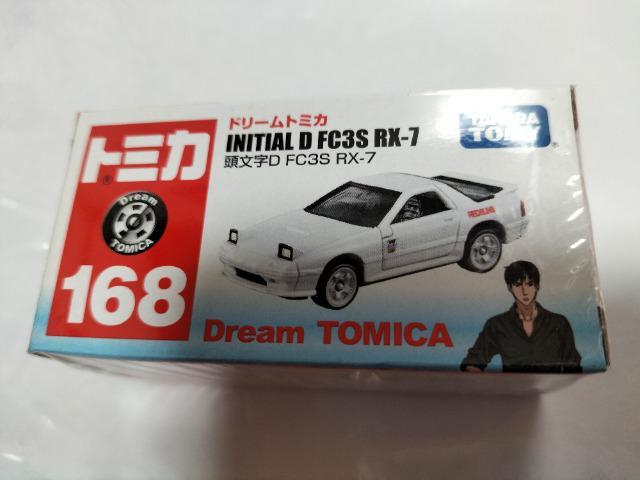 トミカ
Dream
TOMICA
168
ドリームトミカ
INITIAL D FC3S RX-7
頭文字D FC3S RX-7
TAKARA
TOMY
REDSUNS
Dream TOMICA